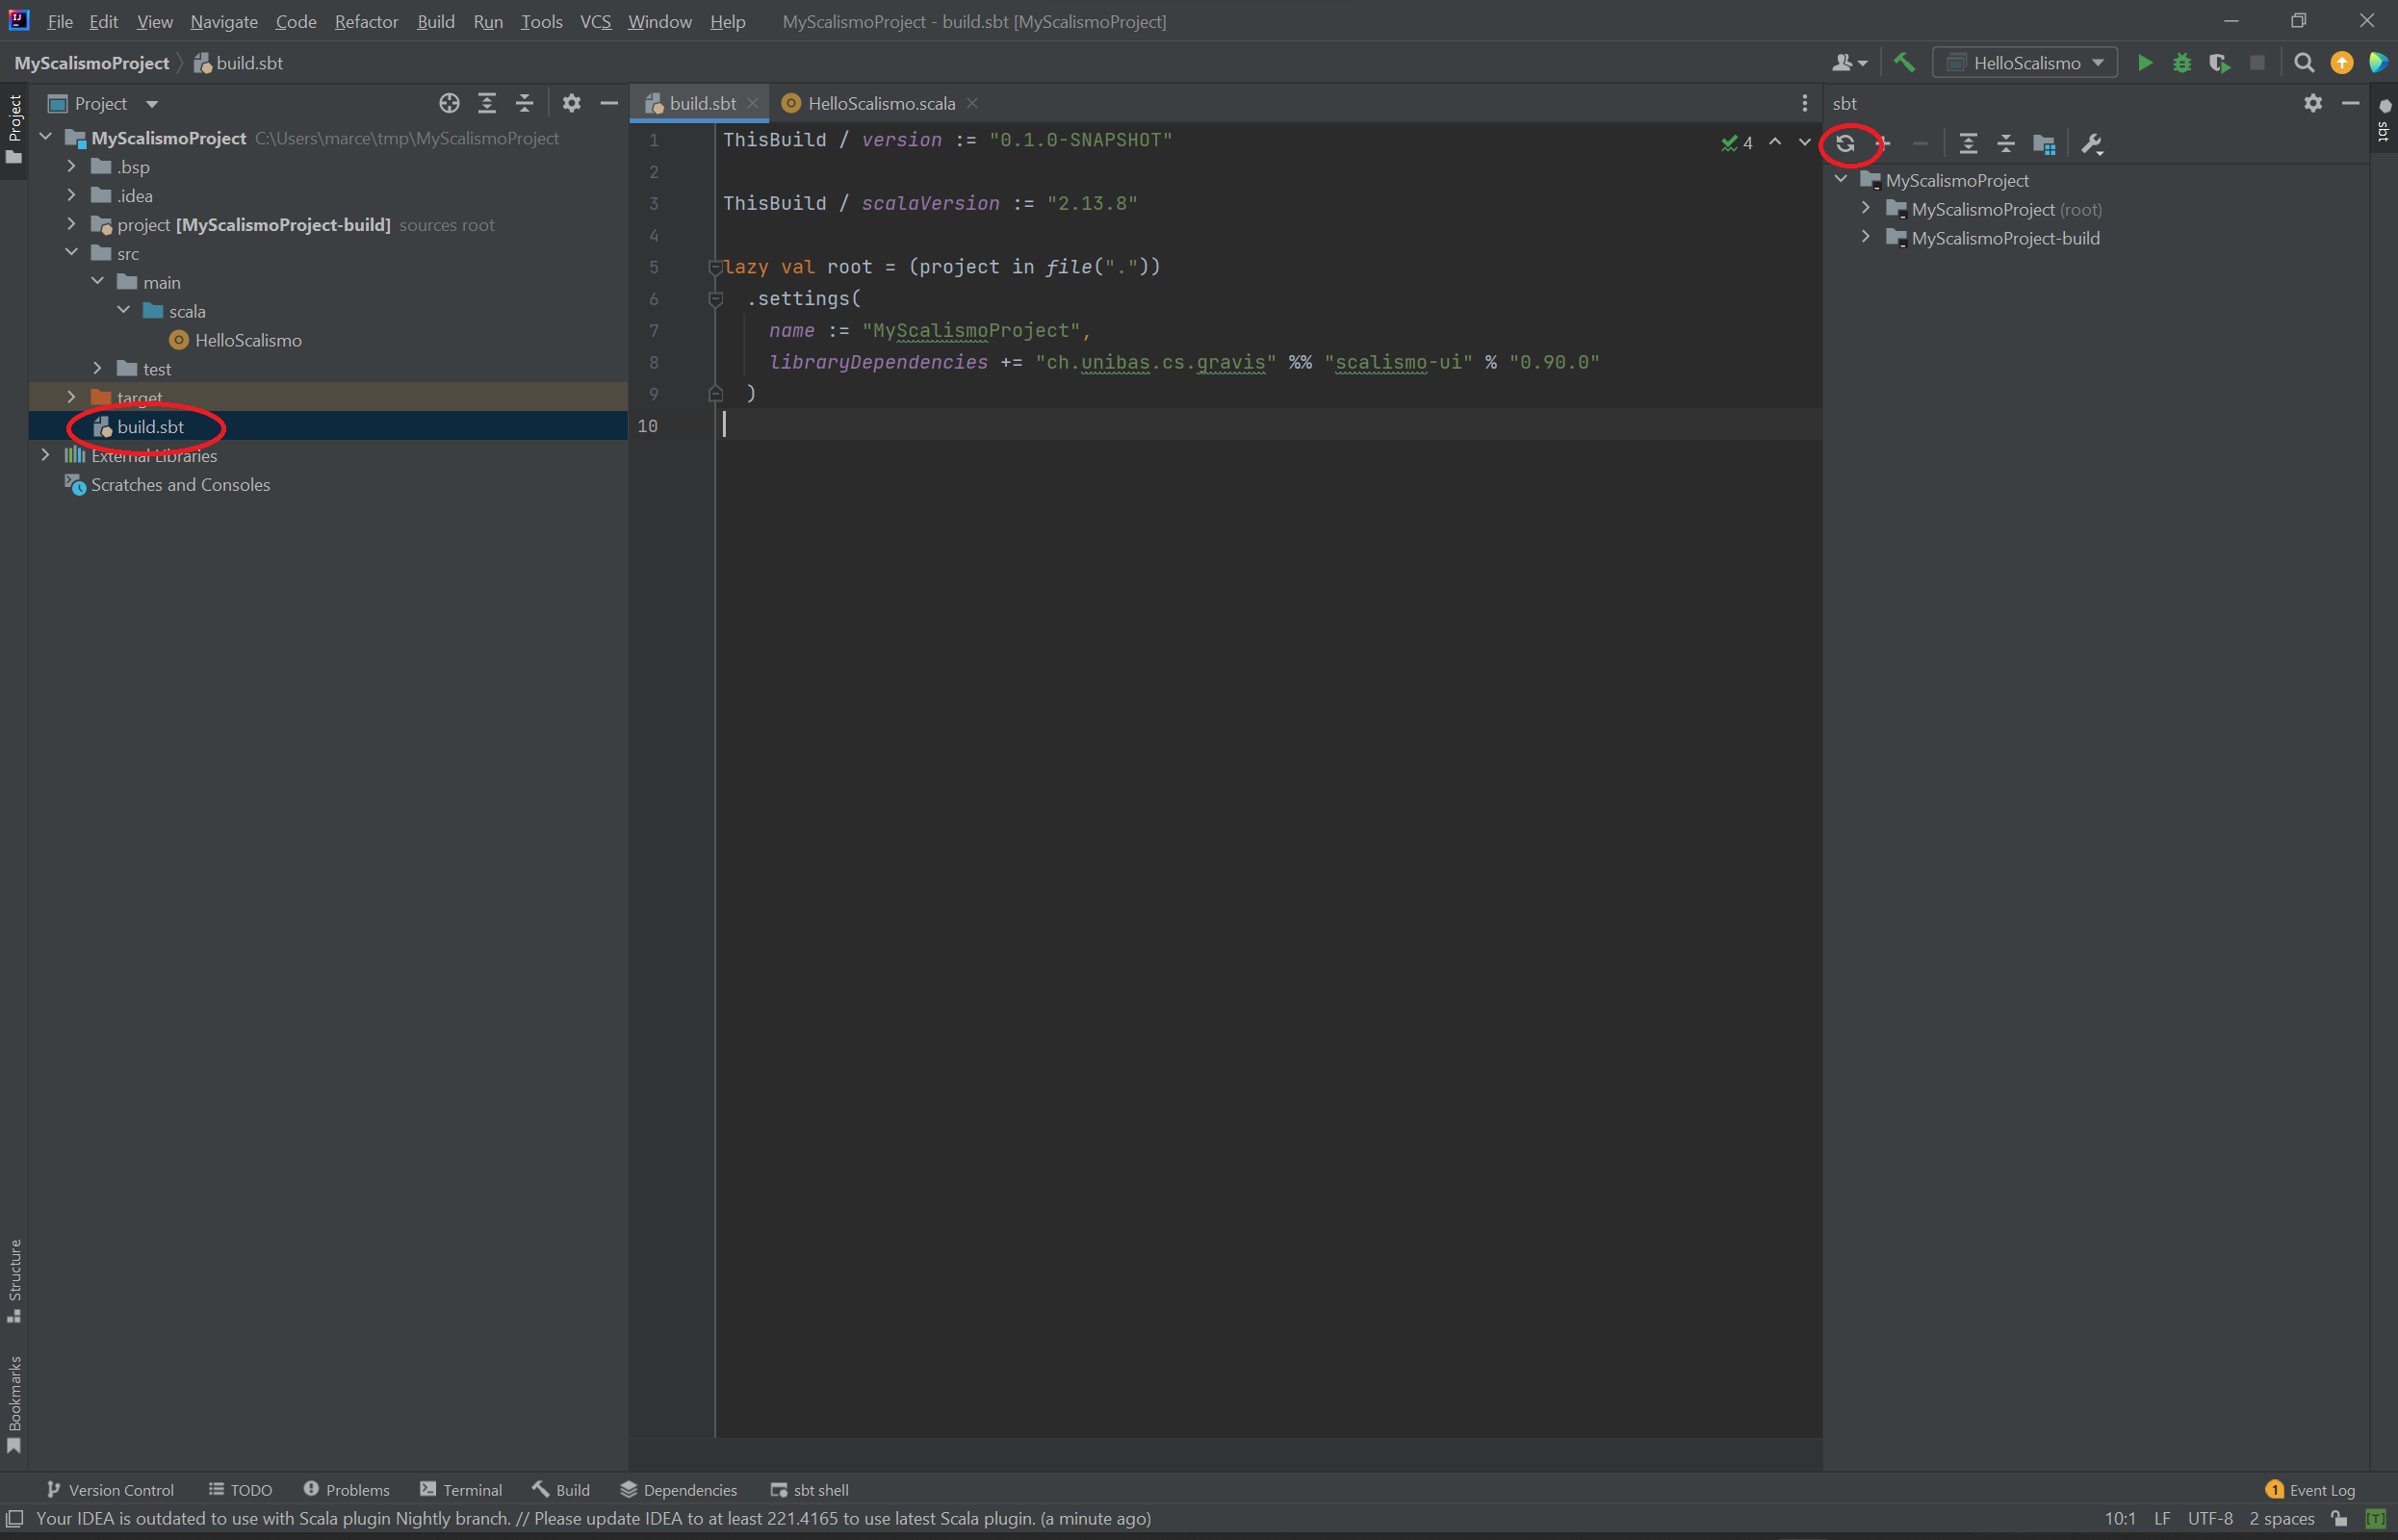 File Edit View Navigate Code Refactor Build Run Tools VCS Window Help MyScalismoProject - build.sbt [MyScalismoProject]
MyScalismoProject build.sbt HelloScalismo
Project
Project
MyScalismoProject C:\Users\marce\tmp\MyScalismoProject
.bsp
.idea
project [MyScalismoProject-build] sources root
src
main
scala
HelloScalismo
test
target
build.sbt
External Libraries
Scratches and Consoles
Structure
Bookmarks
build.sbt HelloScalismo.scala
1 ThisBuild / version := "0.1.0-SNAPSHOT"
2
3 ThisBuild / scalaVersion := "2.13.8"
4
5 lazy val root = (project in file("."))
6 .settings(
7 name := "MyScalismoProject",
8 libraryDependencies += "ch.unibas.cs.gravis" %% "scalismo-ui" % "0.90.0"
9 )
10
4
sbt
sbt
MyScalismoProject
MyScalismoProject (root)
MyScalismoProject-build
Version Control TODO Problems Terminal Build Dependencies sbt shell 1 Event Log
Your IDEA is outdated to use with Scala plugin Nightly branch. // Please update IDEA to at least 221.4165 to use latest Scala plugin. (a minute ago) 10:1 LF UTF-8 2 spaces [T]